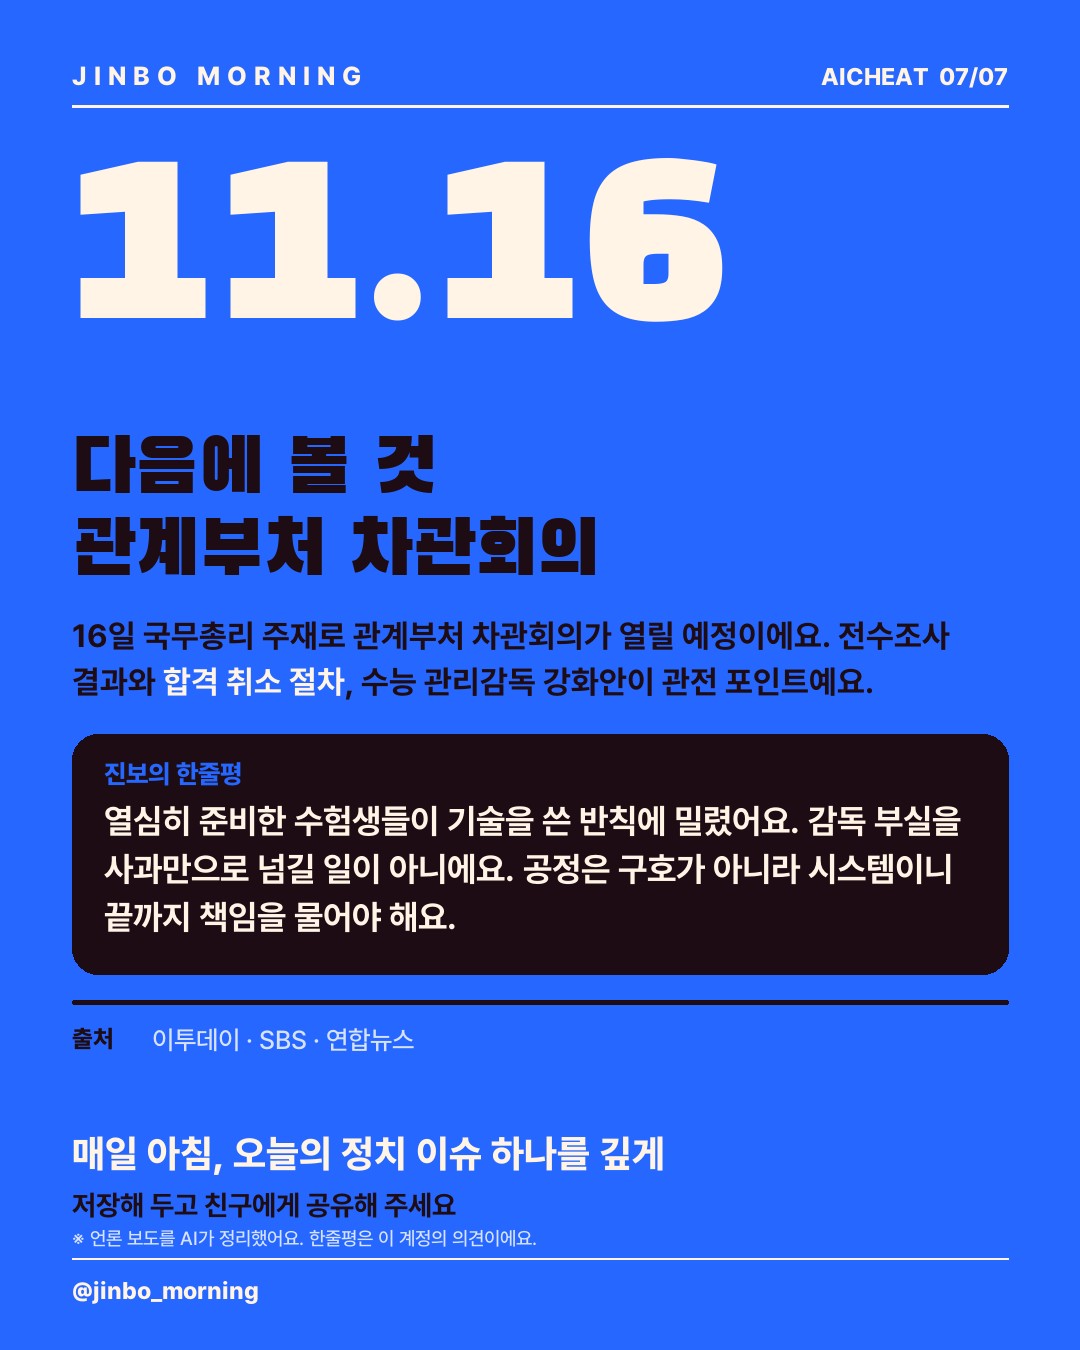 JINBO MORNING
AICHEAT 07/07
11.16
다음에 볼 것
관계부처 차관회의
16일 국무총리 주재로 관계부처 차관회의가 열릴 예정이에요. 전수조사
결과와 합격 취소 절차, 수능 관리감독 강화안이 관전 포인트예요.
진보의 한줄평
열심히 준비한 수험생들이 기술을 쓴 반칙에 밀렸어요. 감독 부실을
사과만으로 넘길 일이 아니에요. 공정은 구호가 아니라 시스템이니
끝까지 책임을 물어야 해요.
출처 이투데이 · SBS · 연합뉴스
매일 아침, 오늘의 정치 이슈 하나를 깊게
저장해 두고 친구에게 공유해 주세요
※ 언론 보도를 AI가 정리했어요. 한줄평은 이 계정의 의견이에요.
@jinbo_morning